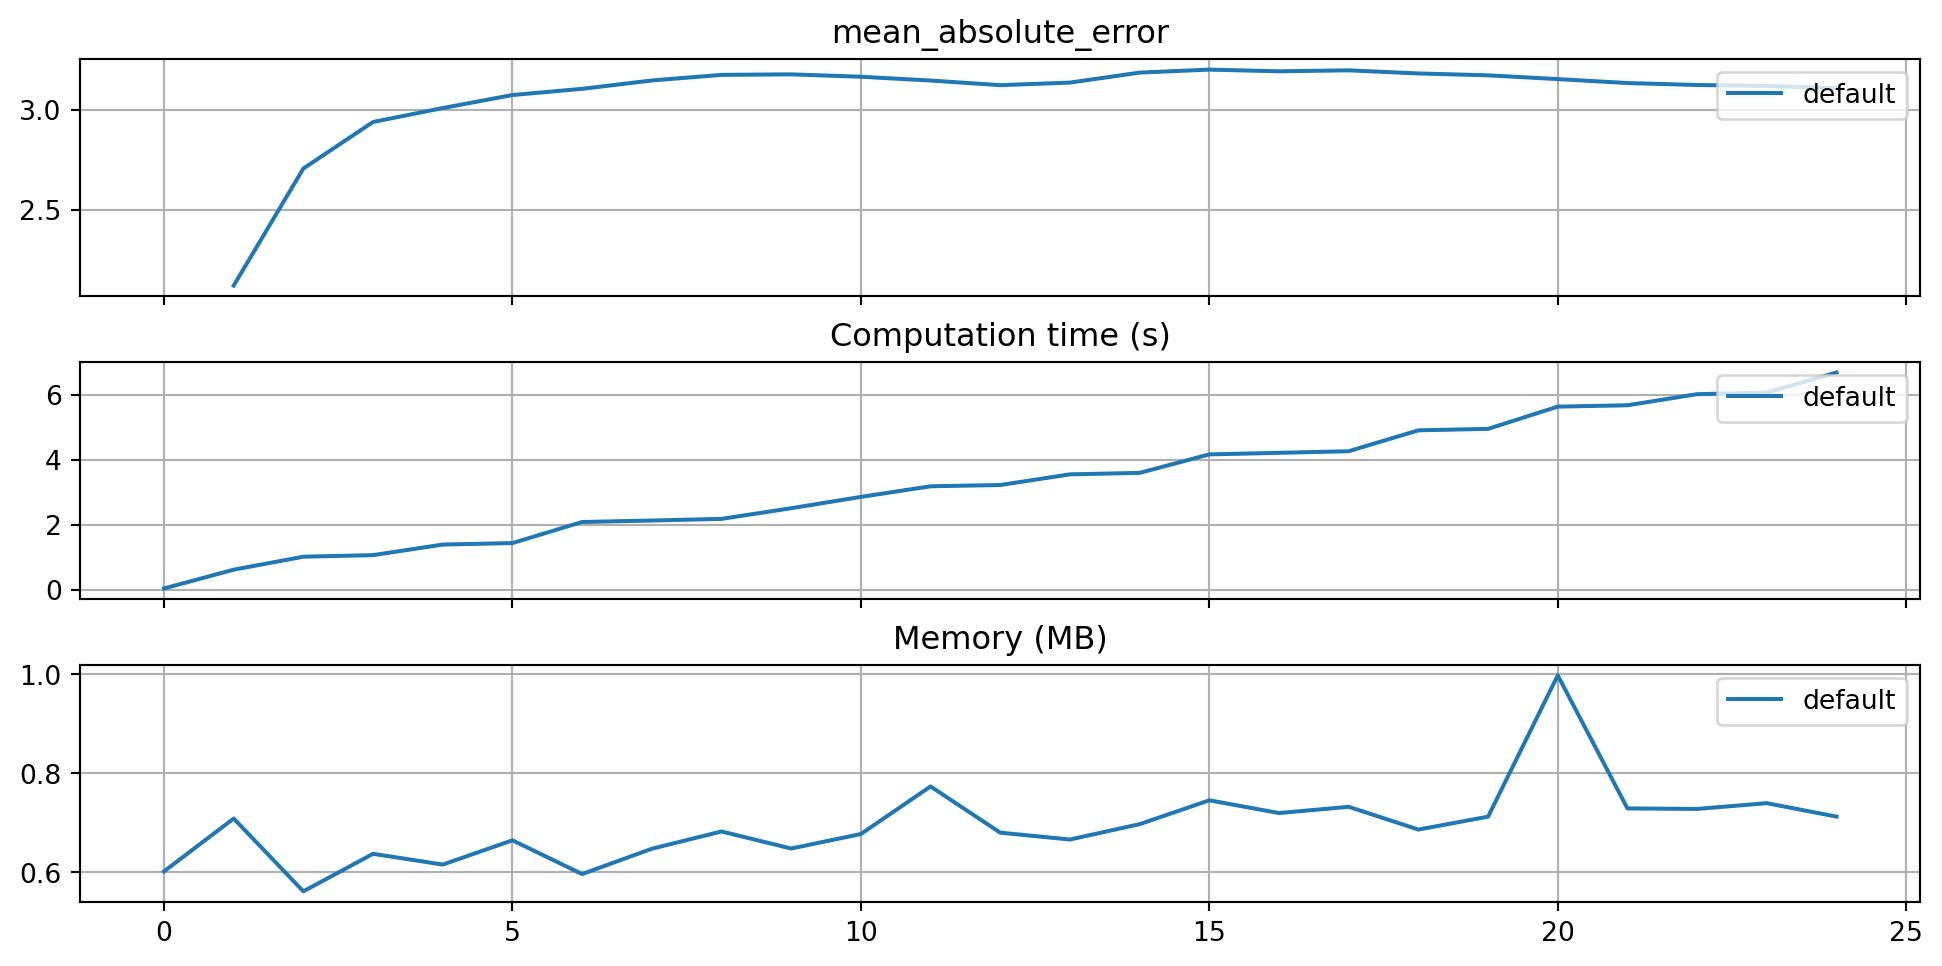 mean_absolute_error
3.0
2.5
default
Computation time (s)
6
4
2
0
default
Memory (MB)
1.0
0.8
0.6
default
0 5 10 15 20 25